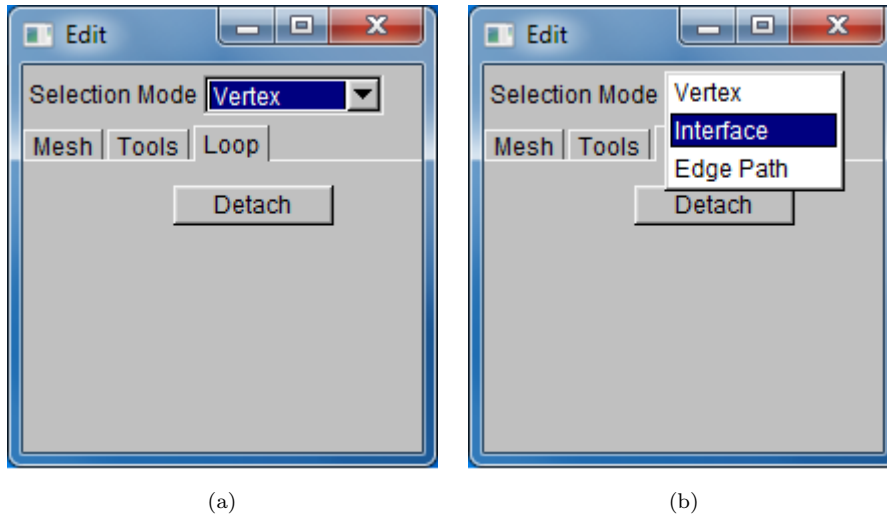 Edit
Selection Mode Vertex
Mesh Tools Loop
Detach
(a)
Edit
Selection Mode Vertex
Interface
Edge Path
Mesh Tools
Detach
(b)